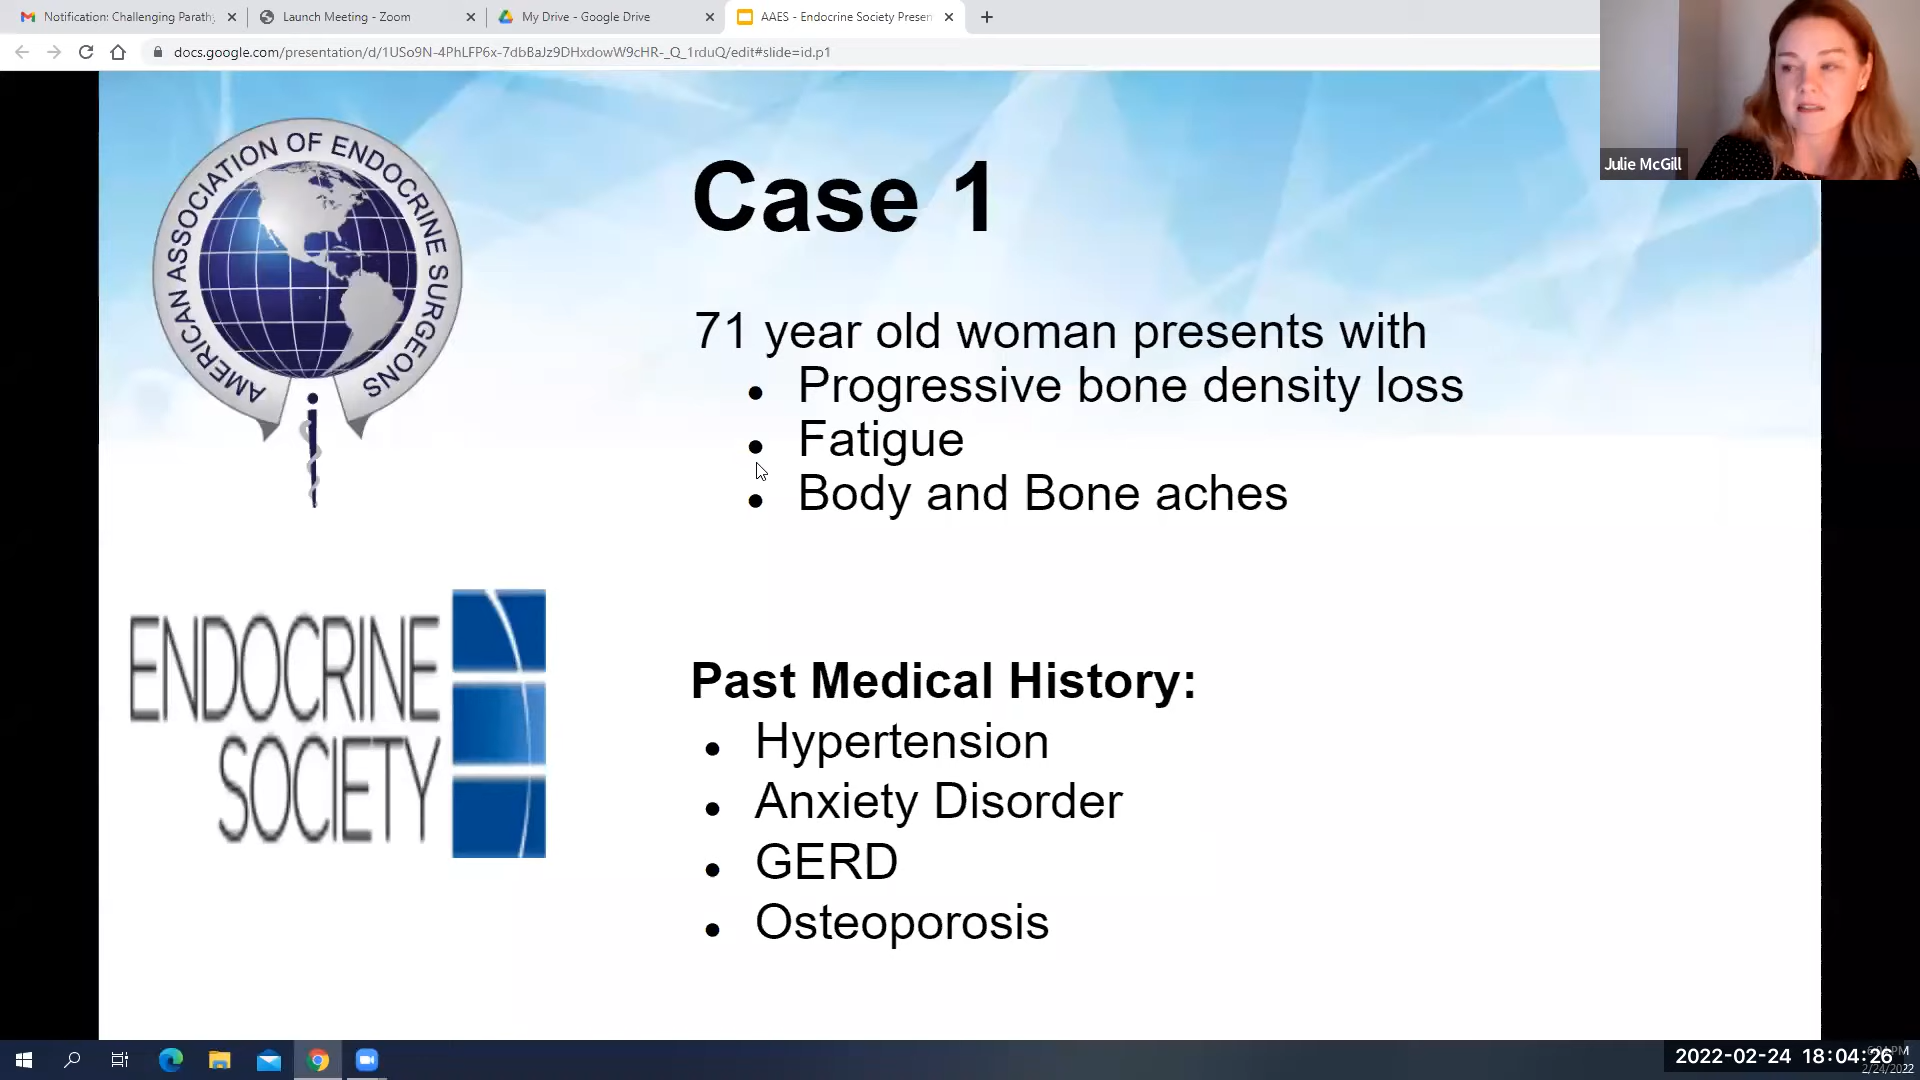 Notification: Challenging Parath
Launch Meeting - Zoom
My Drive - Google Drive
AAES - Endocrine Society Presen
docs.google.com/presentation/d/1USo9N-4PhLFP6x-7dbBaJz9DHxdowW9cHR-_Q_1rduQ/edit#slide=id.p1
Julie McGill
AMERICAN ASSOCIATION OF ENDOCRINE SURGEONS
Case 1
71 year old woman presents with
• Progressive bone density loss
• Fatigue
• Body and Bone aches
ENDOCRINE
SOCIETY
Past Medical History:
• Hypertension
• Anxiety Disorder
• GERD
• Osteoporosis
2022-02-24 18:04:26
2/24/2022